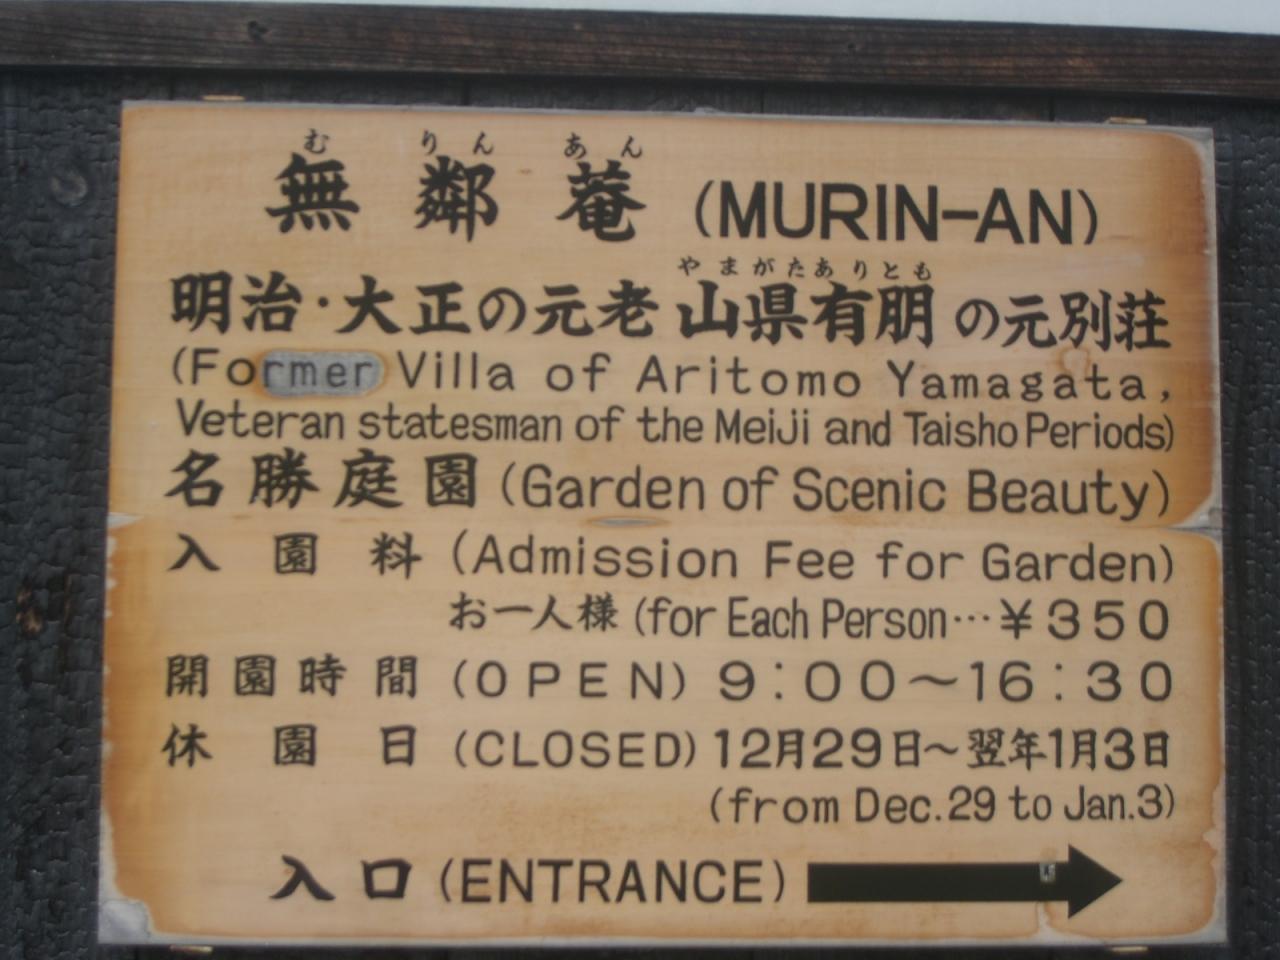 む りん あん
無鄰菴 (MURIN-AN)
やまがたありとも
明治・大正の元老 山県有朋 の元別荘
(Former Villa of Aritomo Yamagata,
Veteran statesman of the MeiJi and Taisho Periods)
名勝庭園 (Garden of Scenic Beauty)
入園料 (Admission Fee for Garden)
お一人様 (for Each Person…¥350
開園時間 (OPEN) 9:00〜16:30
休園日 (CLOSED) 12月29日〜翌年1月3日
(from Dec.29 to Jan.3)
入口 (ENTRANCE)